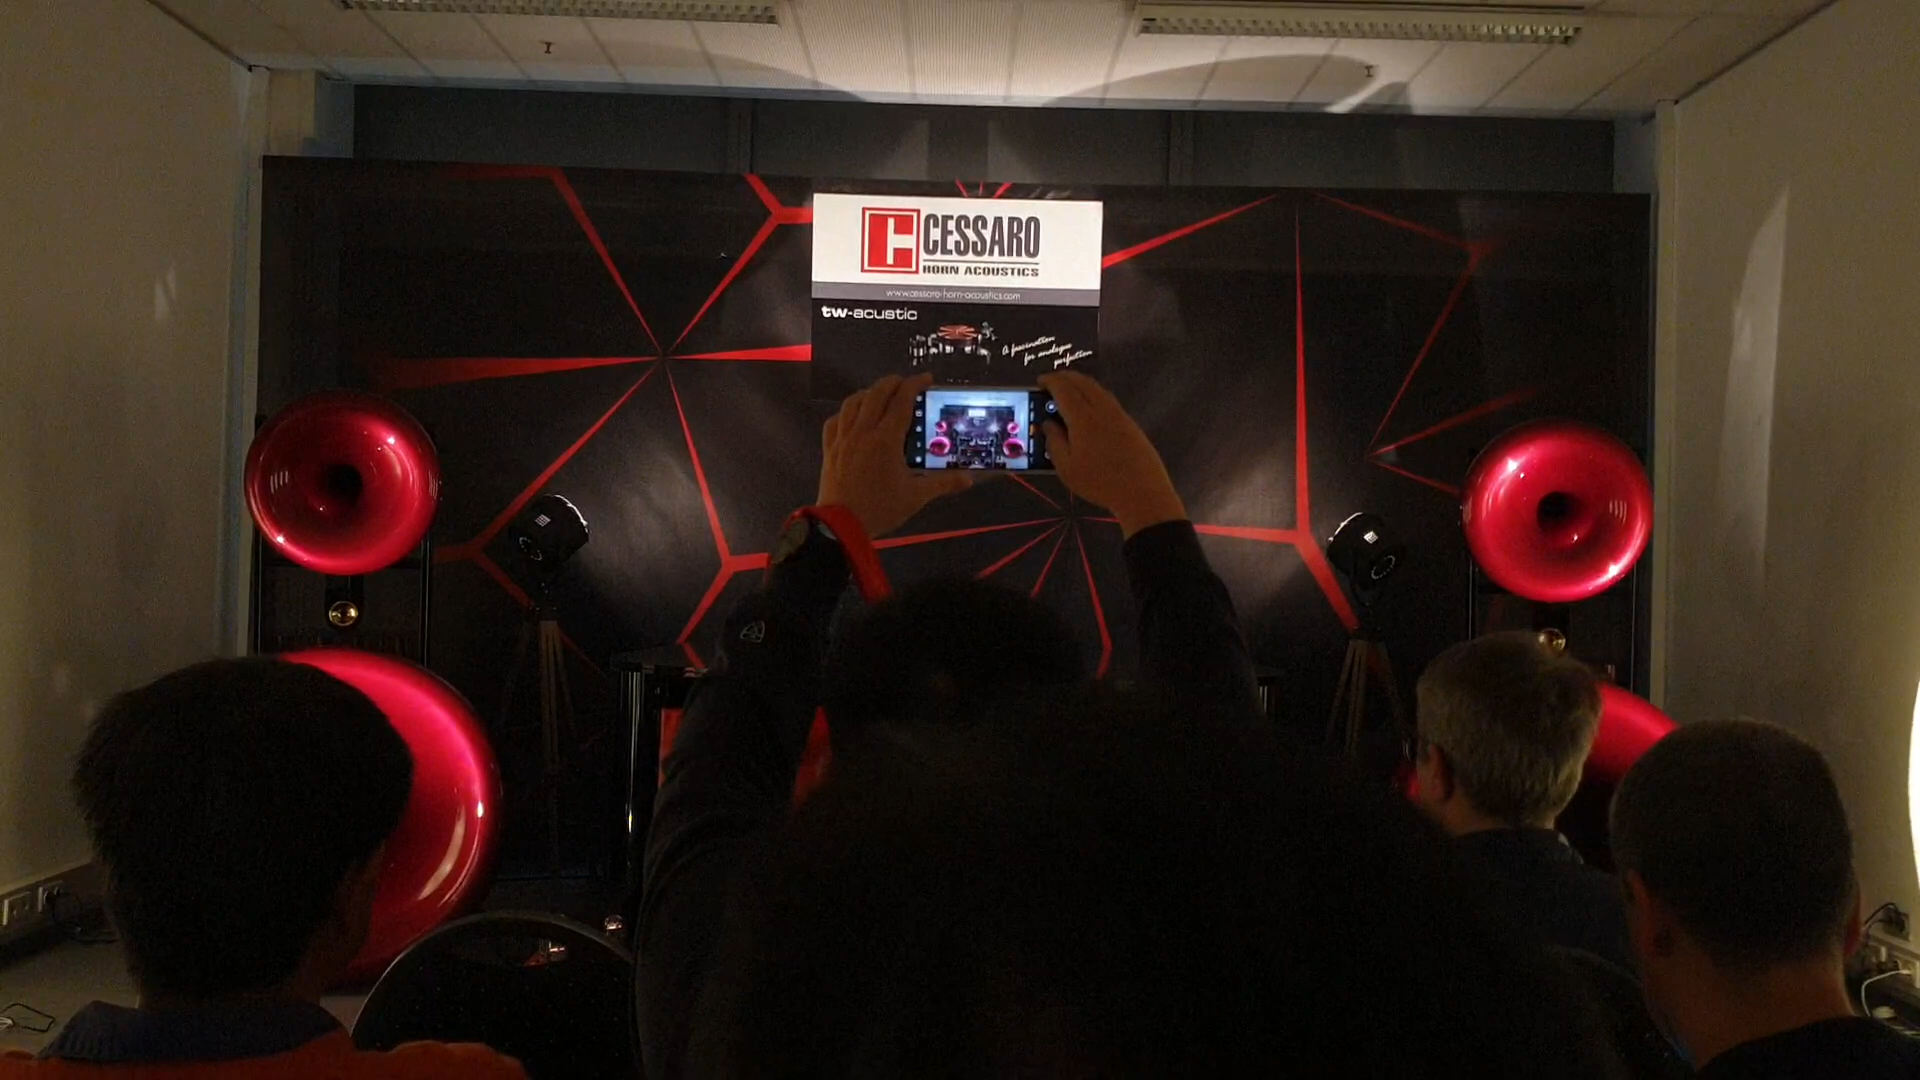 CESSARO
HORN ACOUSTICS
www.cessaro-horn-acoustics.com
tw-acustic
A fascination
for analogue
perfection